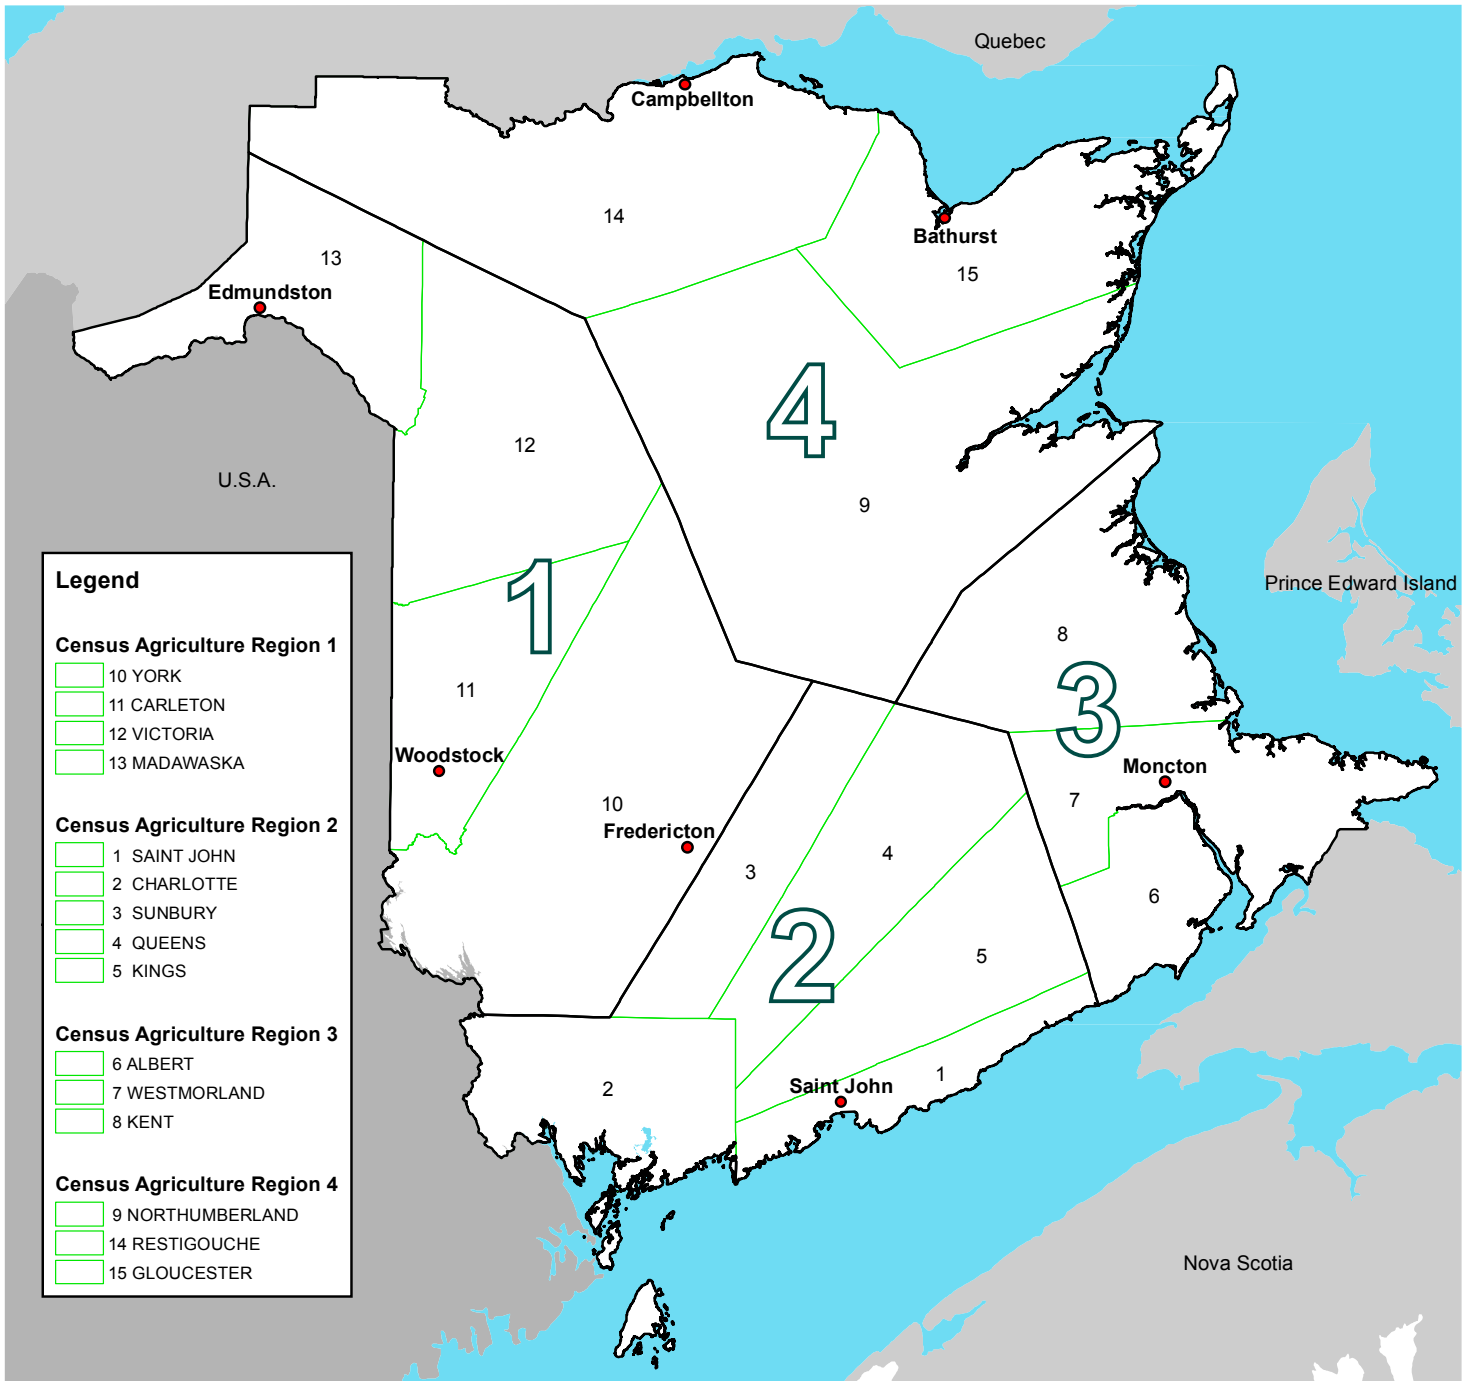 Quebec
Campbellton
14
Bathurst
13
15
Edmundston
4
12
U.S.A.
9
1
Prince Edward Island
8
11
3
Woodstock
Moncton
7
10
Fredericton
4
3
6
2
5
1
2
Saint John
Nova Scotia
Legend
Census Agriculture Region 1
10 YORK
11 CARLETON
12 VICTORIA
13 MADAWASKA
Census Agriculture Region 2
1 SAINT JOHN
2 CHARLOTTE
3 SUNBURY
4 QUEENS
5 KINGS
Census Agriculture Region 3
6 ALBERT
7 WESTMORLAND
8 KENT
Census Agriculture Region 4
9 NORTHUMBERLAND
14 RESTIGOUCHE
15 GLOUCESTER